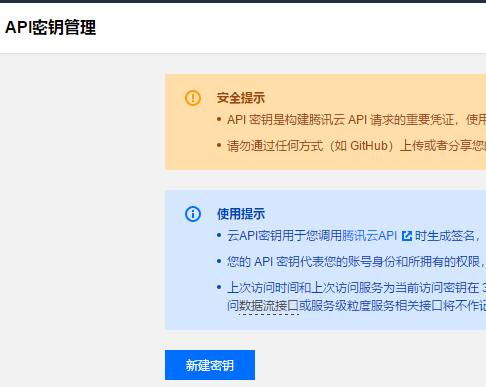 API密钥管理
安全提示
API 密钥是构建腾讯云 API 请求的重要凭证，使用
请勿通过任何方式（如 GitHub）上传或者分享您
使用提示
云API密钥用于您调用腾讯云API 时生成签名，
您的 API 密钥代表您的账号身份和所拥有的权限，
上次访问时间和上次访问服务为当前访问密钥在 3
问数据流接口或服务级粒度服务相关接口将不作记
新建密钥